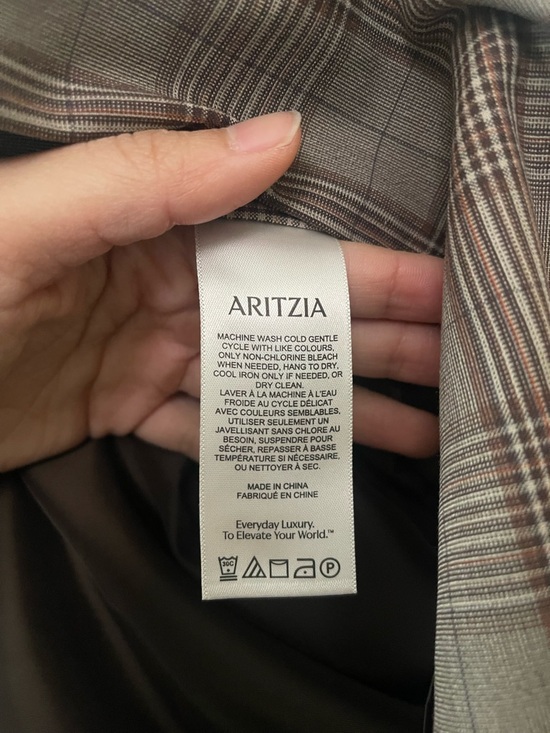 ARITZIA
MACHINE WASH COLD GENTLE
CYCLE WITH LIKE COLOURS,
ONLY NON-CHLORINE BLEACH
WHEN NEEDED, HANG TO DRY,
COOL IRON ONLY IF NEEDED, OR
DRY CLEAN.
LAVER À LA MACHINE À L'EAU
FROIDE AU CYCLE DÉLICAT
AVEC COULEURS SEMBLABLES,
UTILISER SEULEMENT UN
JAVELLISANT SANS CHLORE AU
BESOIN, SUSPENDRE POUR
SÉCHER, REPASSER À BASSE
TEMPÉRATURE SI NÉCESSAIRE,
OU NETTOYER À SEC.
MADE IN CHINA
FABRIQUÉ EN CHINE
Everyday Luxury.
To Elevate Your World.™
30C P